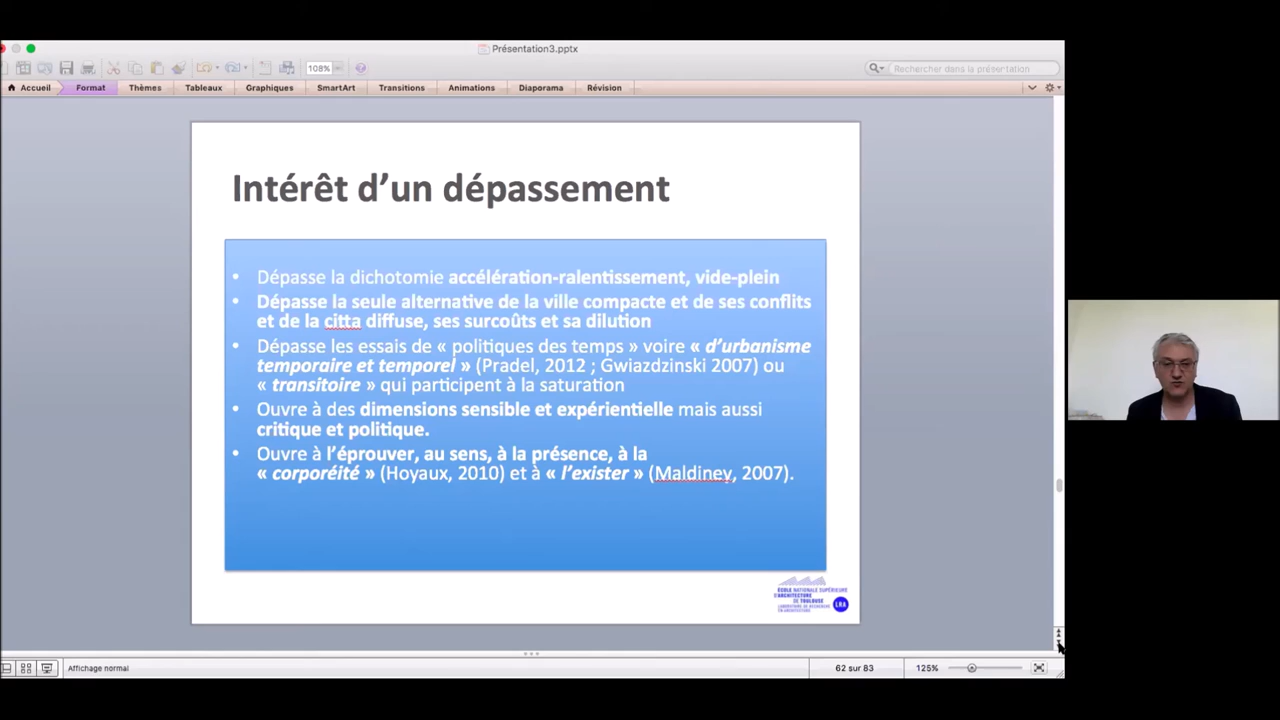 Présentation3.pptx
108%
Rechercher dans la présentation
Accueil
Format
Thèmes
Tableaux
Graphiques
SmartArt
Transitions
Animations
Diaporama
Révision
Intérêt d’un dépassement
• Dépasse la dichotomie accélération-ralentissement, vide-plein
• Dépasse la seule alternative de la ville compacte et de ses conflits
et de la citta diffuse, ses surcoûts et sa dilution
• Dépasse les essais de « politiques des temps » voire « d’urbanisme
temporaire et temporel » (Pradel, 2012 ; Gwiazdzinski 2007) ou
« transitoire » qui participent à la saturation
• Ouvre à des dimensions sensible et expérientielle mais aussi
critique et politique.
• Ouvre à l’éprouver, au sens, à la présence, à la
« corporéité » (Hoyaux, 2010) et à « l’exister » (Maldiney, 2007).
ÉCOLE NATIONALE SUPÉRIEURE
D'ARCHITECTURE
DE TOULOUSE
LABORATOIRE DE RECHERCHE
EN ARCHITECTURE
LRA
Affichage normal
62 sur 83
125%